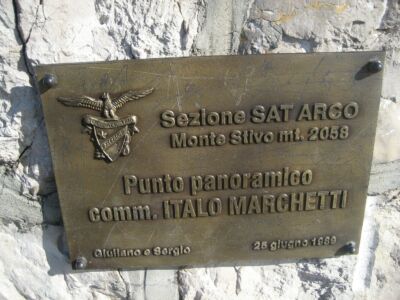 Sezione SAT ARCO
Monte Stivo mt. 2058
Punto panoramico
comm. ITALO MARCHETTI
Giuliano e Sergio
25 giugno 1989